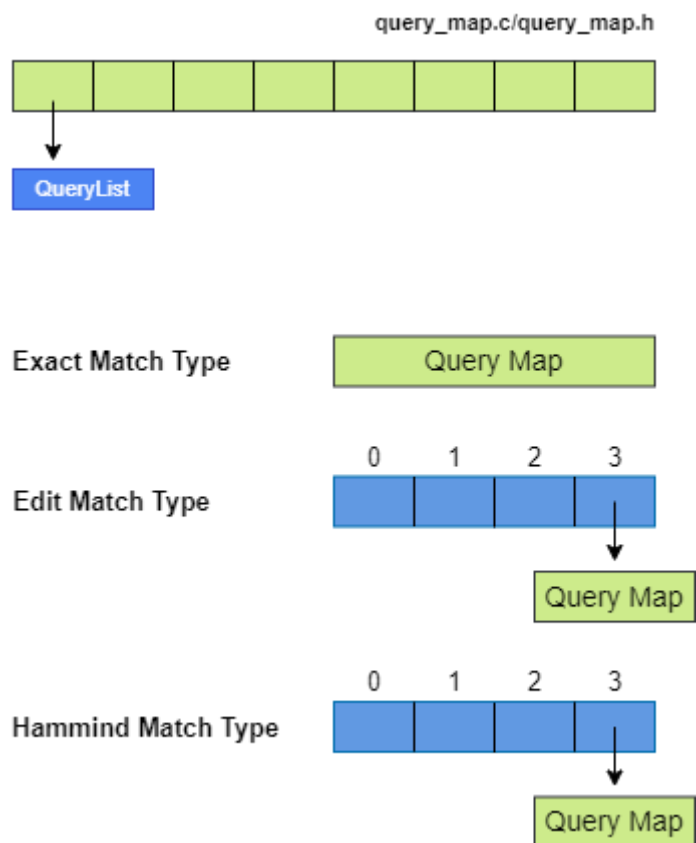 query_map.c/query_map.h
QueryList
Exact Match Type
Query Map
0 1 2 3
Edit Match Type
Query Map
0 1 2 3
Hammind Match Type
Query Map